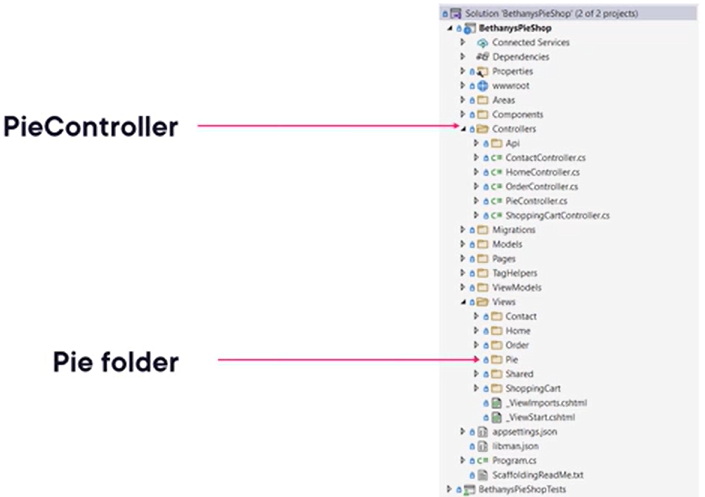 Solution 'BethanysPieShop' (2 of 2 projects)
BethanysPieShop
Connected Services
Dependencies
Properties
wwwroot
Areas
Components
PieController
Controllers
Api
C# ContactController.cs
C# HomeController.cs
C# OrderController.cs
C# PieController.cs
C# ShoppingCartController.cs
Migrations
Models
Pages
TagHelpers
ViewModels
Views
Contact
Home
Order
Pie folder
Pie
Shared
ShoppingCart
_ViewImports.cshtml
_ViewStart.cshtml
appsettings.json
libman.json
C# Program.cs
ScaffoldingReadMe.txt
BethanysPieShopTests